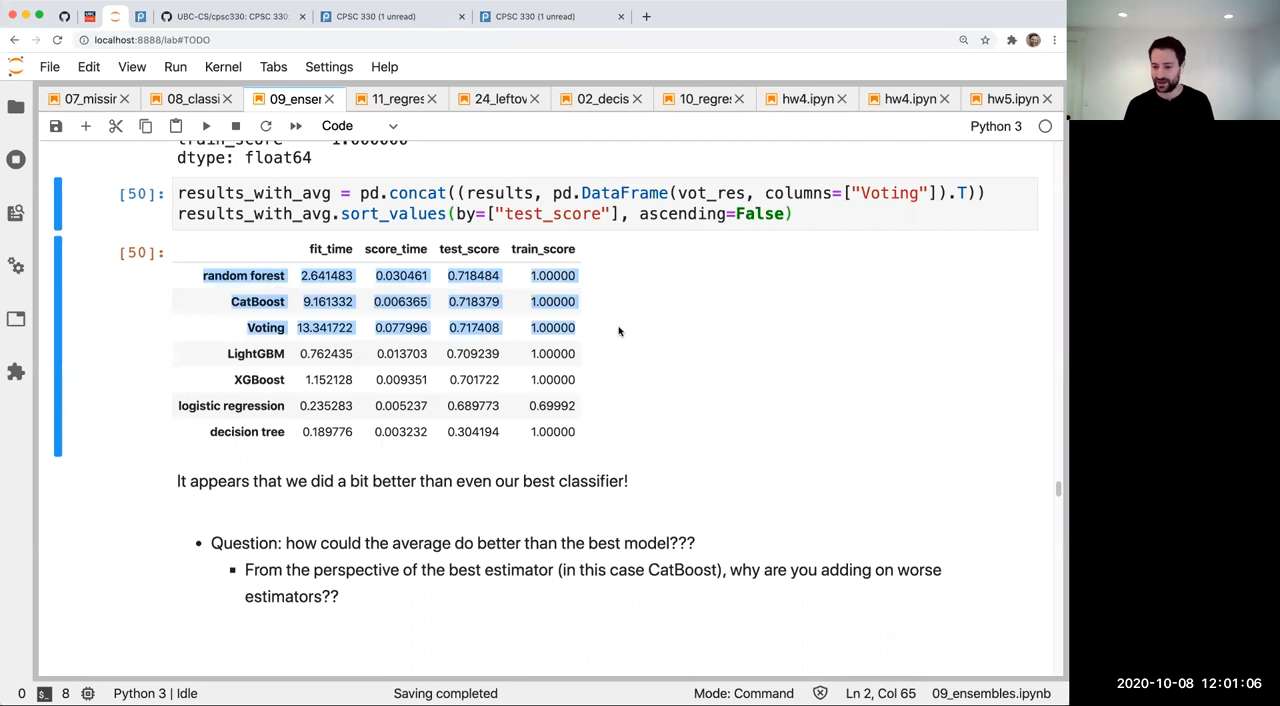 UBC-CS/cpsc330: CPSC 330:
CPSC 330 (1 unread)
CPSC 330 (1 unread)
localhost:8888/lab#TODO
File Edit View Run Kernel Tabs Settings Help
07_missir 08_classi 09_enser 11_regres 24_leftov 02_decis 10_regre: hw4.ipyn hw4.ipyn hw5.ipyn
Code
Python 3
train_score 1.000000
dtype: float64
[50]: results_with_avg = pd.concat((results, pd.DataFrame(vot_res, columns=["Voting"]).T))
results_with_avg.sort_values(by=["test_score"], ascending=False)
[50]: fit_time score_time test_score train_score
random forest 2.641483 0.030461 0.718484 1.00000
CatBoost 9.161332 0.006365 0.718379 1.00000
Voting 13.341722 0.077996 0.717408 1.00000
LightGBM 0.762435 0.013703 0.709239 1.00000
XGBoost 1.152128 0.009351 0.701722 1.00000
logistic regression 0.235283 0.005237 0.689773 0.69992
decision tree 0.189776 0.003232 0.304194 1.00000
It appears that we did a bit better than even our best classifier!
• Question: how could the average do better than the best model???
▪ From the perspective of the best estimator (in this case CatBoost), why are you adding on worse
estimators??
0 8 Python 3 | Idle Saving completed Mode: Command Ln 2, Col 65 09_ensembles.ipynb
2020-10-08 12:01:06